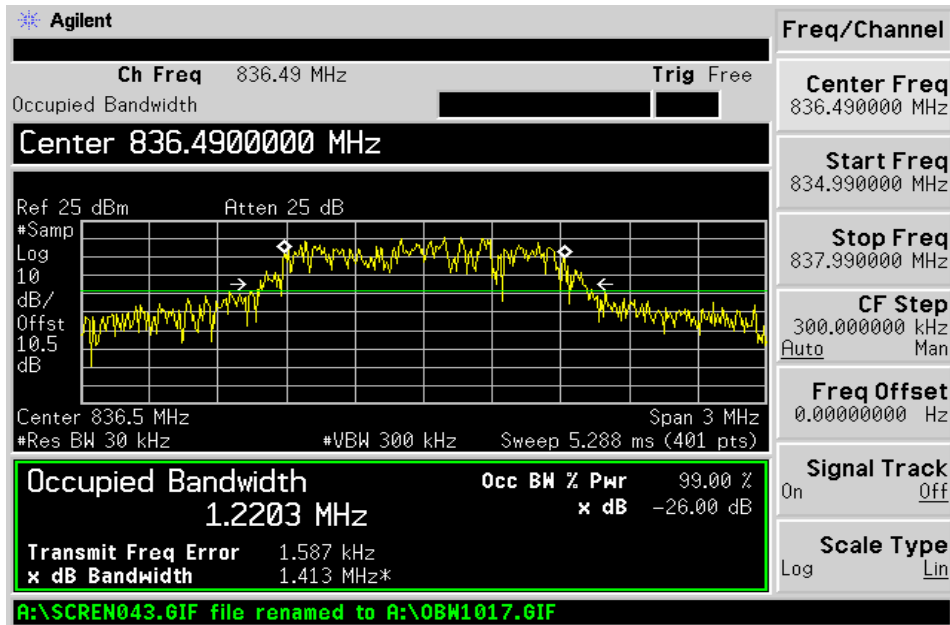 Agilent
Ch Freq 836.49 MHz Trig Free
Occupied Bandwidth
Center 836.4900000 MHz
Ref 25 dBm Atten 25 dB
#Samp
Log
10
dB/
Offst
10.5
dB
Center 836.5 MHz Span 3 MHz
#Res BW 30 kHz #VBW 300 kHz Sweep 5.288 ms (401 pts)
Occupied Bandwidth Occ BW % Pwr 99.00 %
1.2203 MHz x dB -26.00 dB
Transmit Freq Error 1.587 kHz
x dB Bandwidth 1.413 MHz*
A:\SCREN043.GIF file renamed to A:\OBW1017.GIF
Freq/Channel
Center Freq
836.490000 MHz
Start Freq
834.990000 MHz
Stop Freq
837.990000 MHz
CF Step
300.000000 kHz
Auto Man
Freq Offset
0.00000000 Hz
Signal Track
On Off
Scale Type
Log Lin